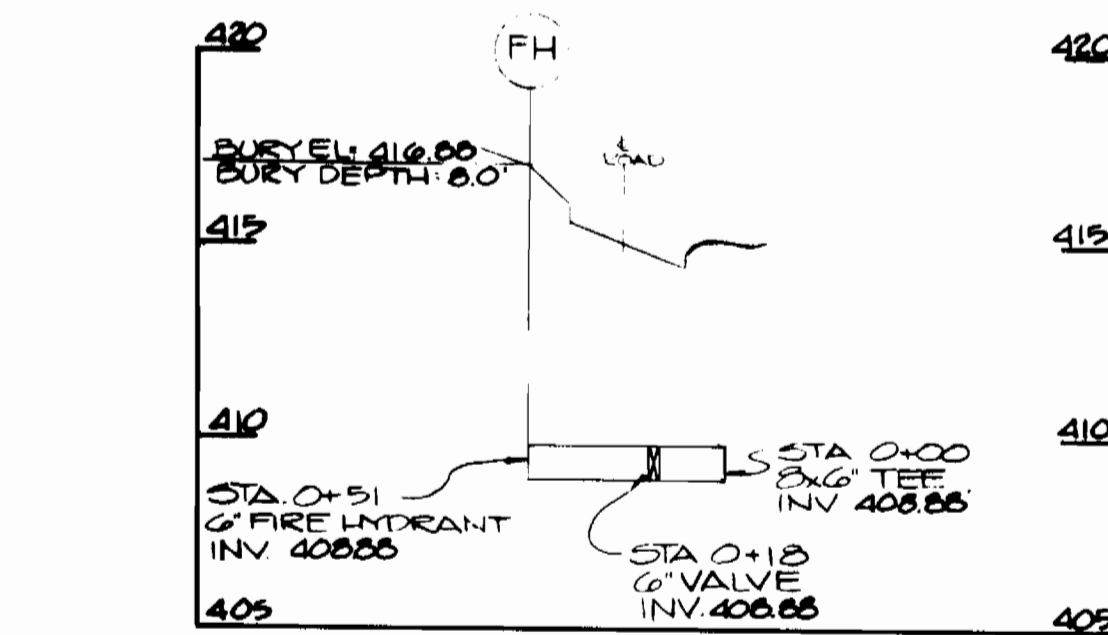 420
FH
420
BURY EL: 416.88
BURY DEPTH: 8.0'
℄
415
415
410
410
STA. 0+51
6" FIRE HYDRANT
INV. 408.88
STA 0+18
6" VALVE
INV. 408.88
STA 0+00
8x6" TEE
INV 408.88'
405
405